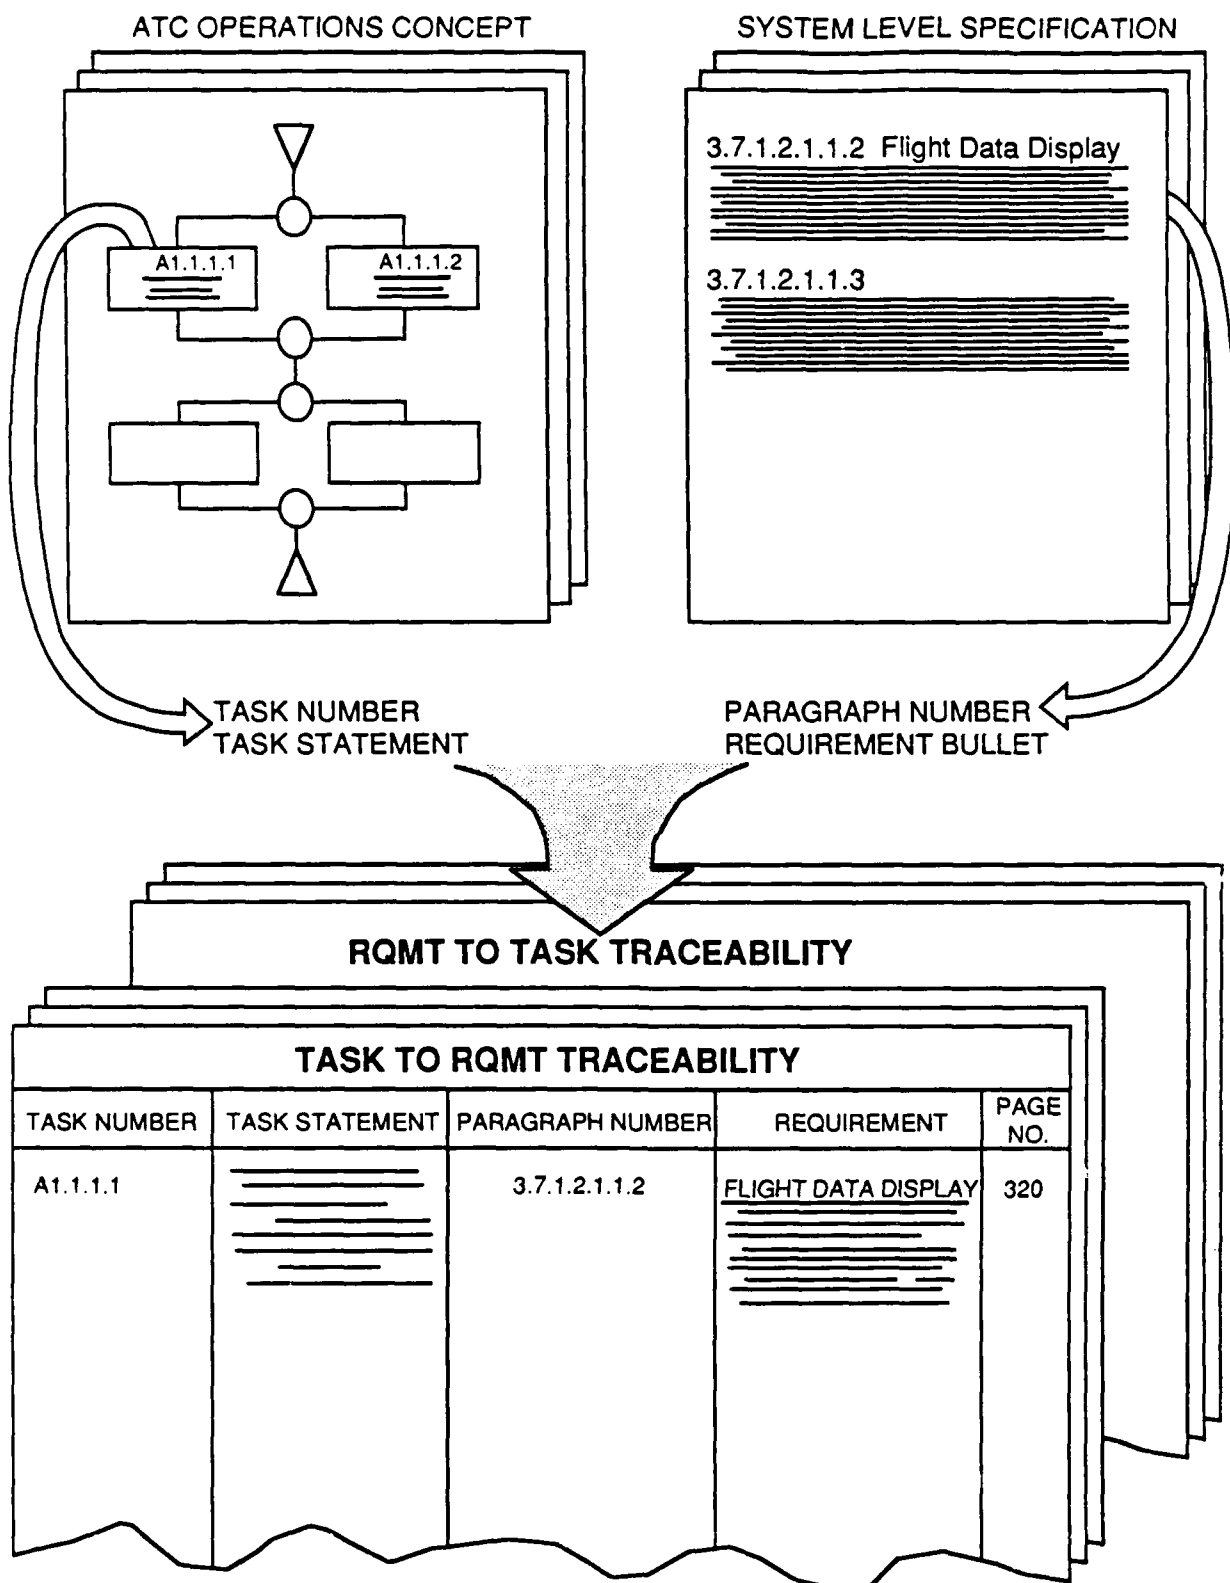 ATC OPERATIONS CONCEPT
SYSTEM LEVEL SPECIFICATION
A1.1.1.1
A1.1.1.2
3.7.1.2.1.1.2 Flight Data Display
3.7.1.2.1.1.3
TASK NUMBER
TASK STATEMENT
PARAGRAPH NUMBER
REQUIREMENT BULLET
RQMT TO TASK TRACEABILITY
TASK TO RQMT TRACEABILITY
TASK NUMBER
TASK STATEMENT
PARAGRAPH NUMBER
REQUIREMENT
PAGE
NO.
A1.1.1.1
3.7.1.2.1.1.2
FLIGHT DATA DISPLAY
320